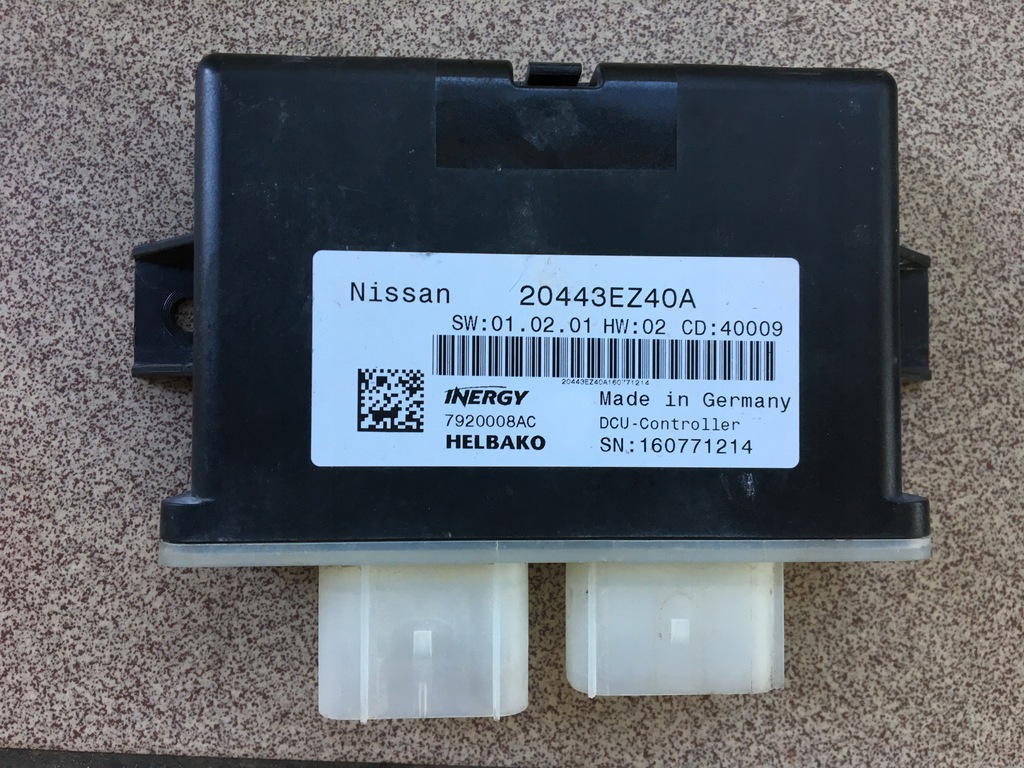 Nissan 20443EZ40A
SW:01.02.01 HW:02 CD:40009
20443EZ40A160771214
INERGY Made in Germany
7920008AC DCU-Controller
HELBAKO SN:160771214